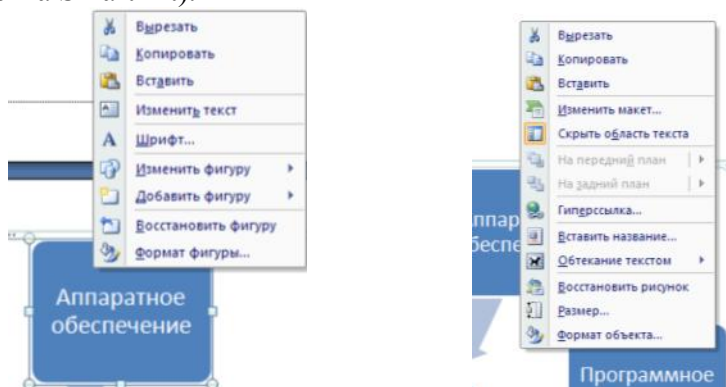 Вырезать
Копировать
Вставить
Изменить текст
Шрифт...
Изменить фигуру
Добавить фигуру
Восстановить фигуру
Формат фигуры...
Аппаратное
обеспечение
Вырезать
Копировать
Вставить
Изменить макет...
Скрыть область текста
На передний план
На задний план
Гиперссылка...
Вставить название...
Обтекание текстом
Восстановить рисунок
Размер...
Формат объекта...
Программное